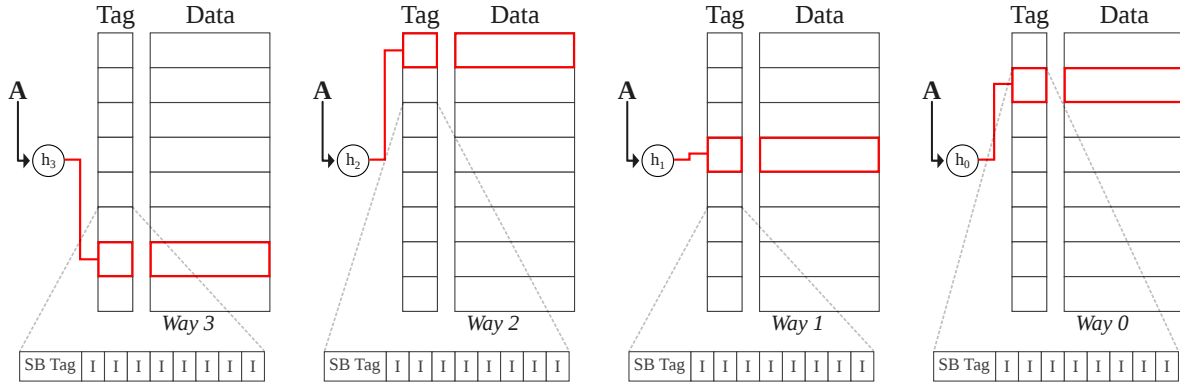 Tag Data Tag Data Tag Data Tag Data
A A A A
h3 h2 h1 h0
Way 3 Way 2 Way 1 Way 0
SB Tag I I I I I I I I SB Tag I I I I I I I I SB Tag I I I I I I I I SB Tag I I I I I I I I